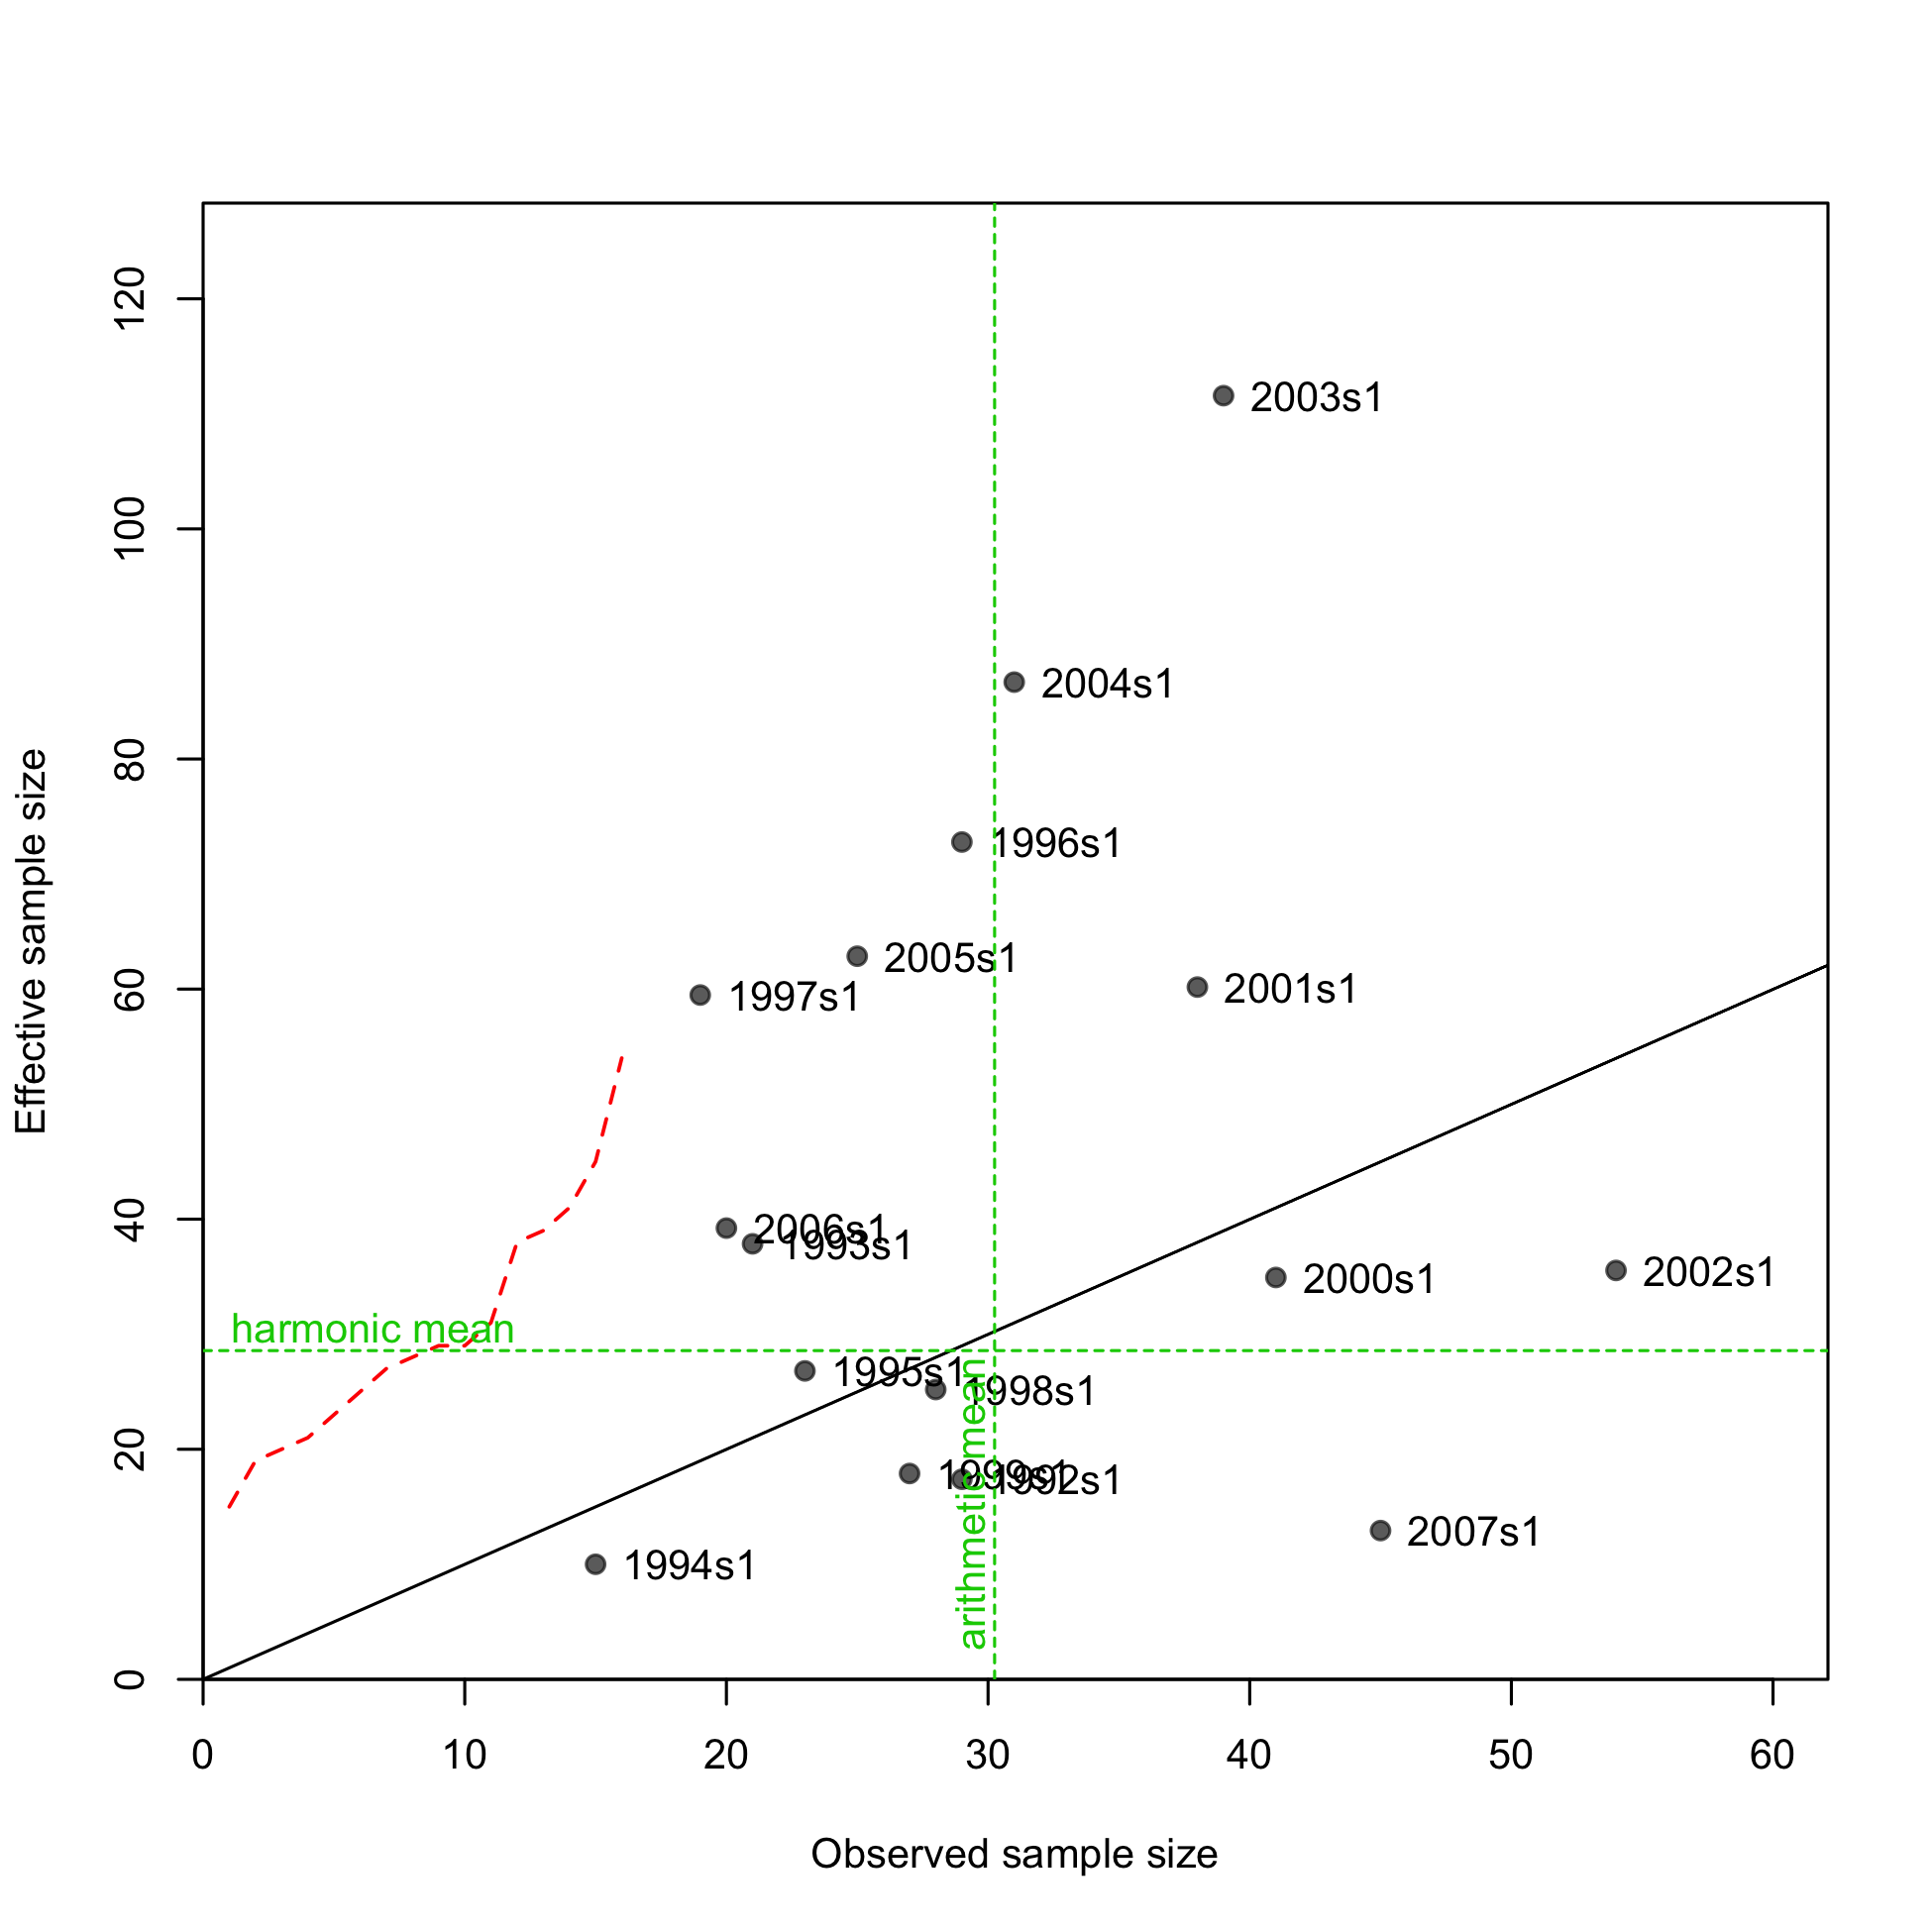 120
100
80
60
40
20
0
Effective sample size
2003s1
2004s1
1996s1
2005s1
2001s1
1997s1
2006s1
1993s1
2000s1
2002s1
harmonic mean
1995s1
1998s1
1999s1
1992s1
arithmetic mean
2007s1
1994s1
0 10 20 30 40 50 60
Observed sample size